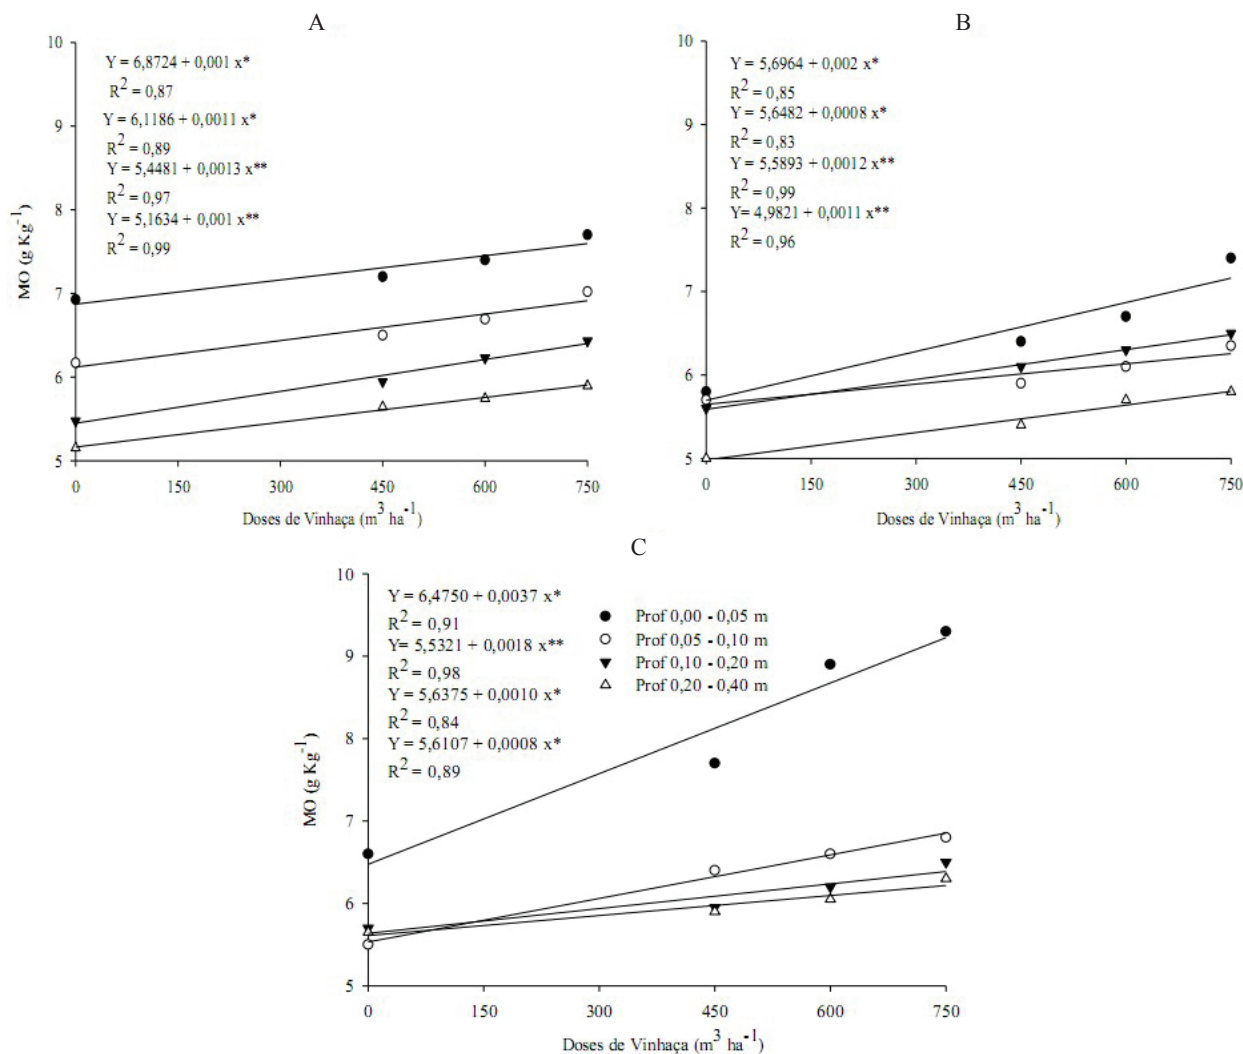 A
10
9
8
7
6
5
MO (g Kg-1)
Y = 6,8724 + 0,001 x*
R2 = 0,87
Y = 6,1186 + 0,0011 x*
R2 = 0,89
Y = 5,4481 + 0,0013 x**
R2 = 0,97
Y = 5,1634 + 0,001 x**
R2 = 0,99
0 150 300 450 600 750
Doses de Vinhaça (m3 ha-1)
B
10
9
8
7
6
5
Y = 5,6964 + 0,002 x*
R2 = 0,85
Y = 5,6482 + 0,0008 x*
R2 = 0,83
Y = 5,5893 + 0,0012 x**
R2 = 0,99
Y= 4,9821 + 0,0011 x**
R2 = 0,96
0 150 300 450 600 750
Doses de Vinhaça (m3 ha-1)
C
10
9
8
7
6
5
MO (g Kg-1)
Y = 6,4750 + 0,0037 x*
R2 = 0,91
Y= 5,5321 + 0,0018 x**
R2 = 0,98
Y = 5,6375 + 0,0010 x*
R2 = 0,84
Y = 5,6107 + 0,0008 x*
R2 = 0,89
Prof 0,00 - 0,05 m
Prof 0,05 - 0,10 m
Prof 0,10 - 0,20 m
Prof 0,20 - 0,40 m
0 150 300 450 600 750
Doses de Vinhaça (m3 ha-1)